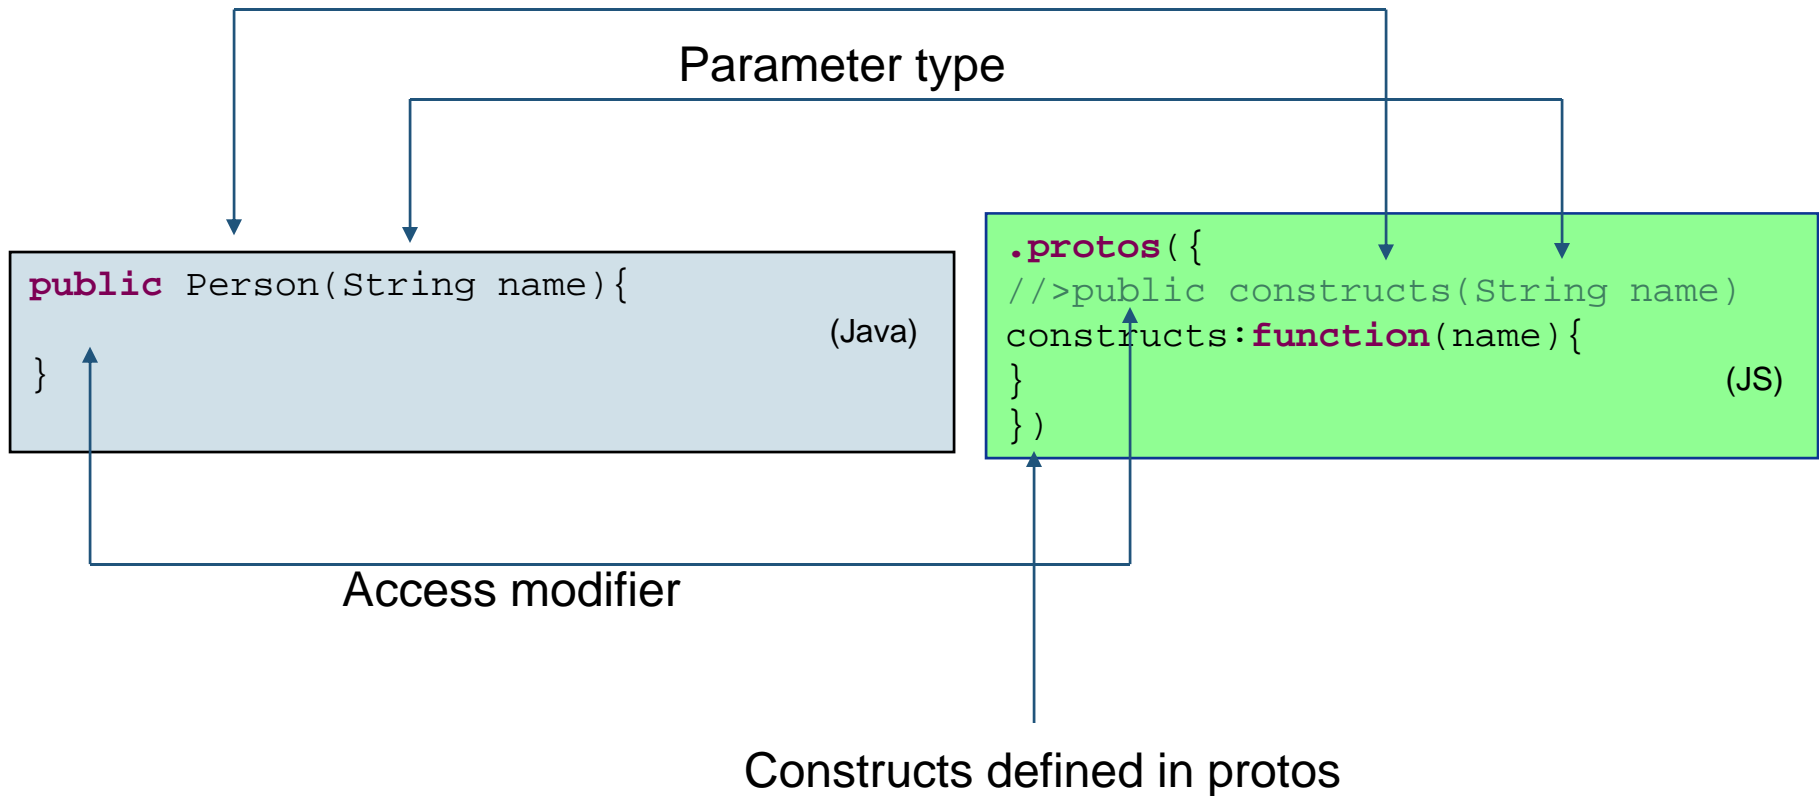 Parameter type
public Person(String name){
(Java)
}
.protos({
//>public constructs(String name)
constructs:function(name){
}
(JS)
})
Access modifier
Constructs defined in protos